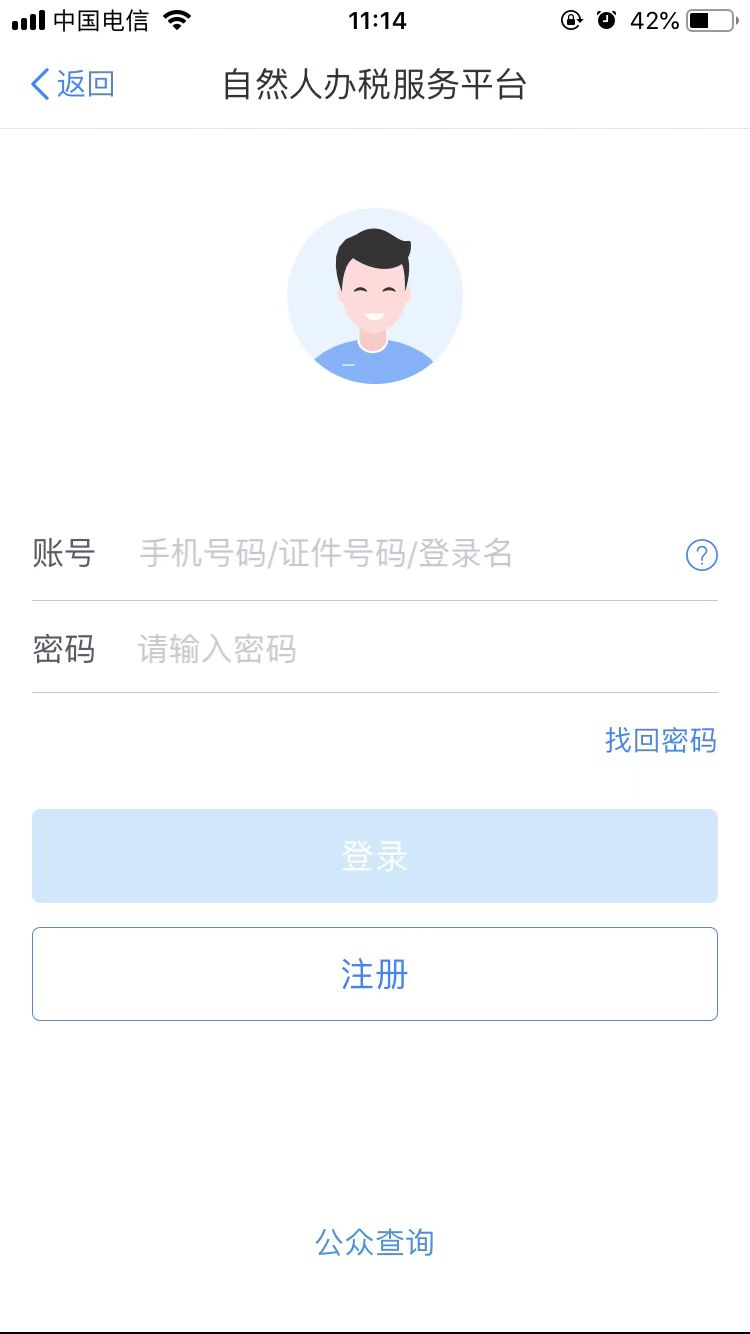 中国电信 11:14 42%
返回 自然人办税服务平台
账号 手机号码/证件号码/登录名 ?
密码 请输入密码
找回密码
登录
注册
公众查询